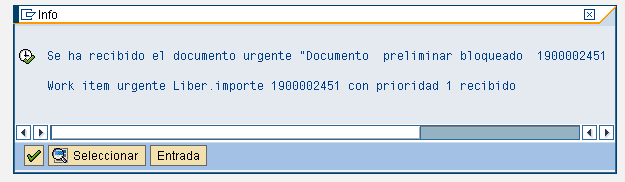 Info
Se ha recibido el documento urgente "Documento preliminar bloqueado 1900002451
Work item urgente Liber.importe 1900002451 con prioridad 1 recibido
Seleccionar Entrada